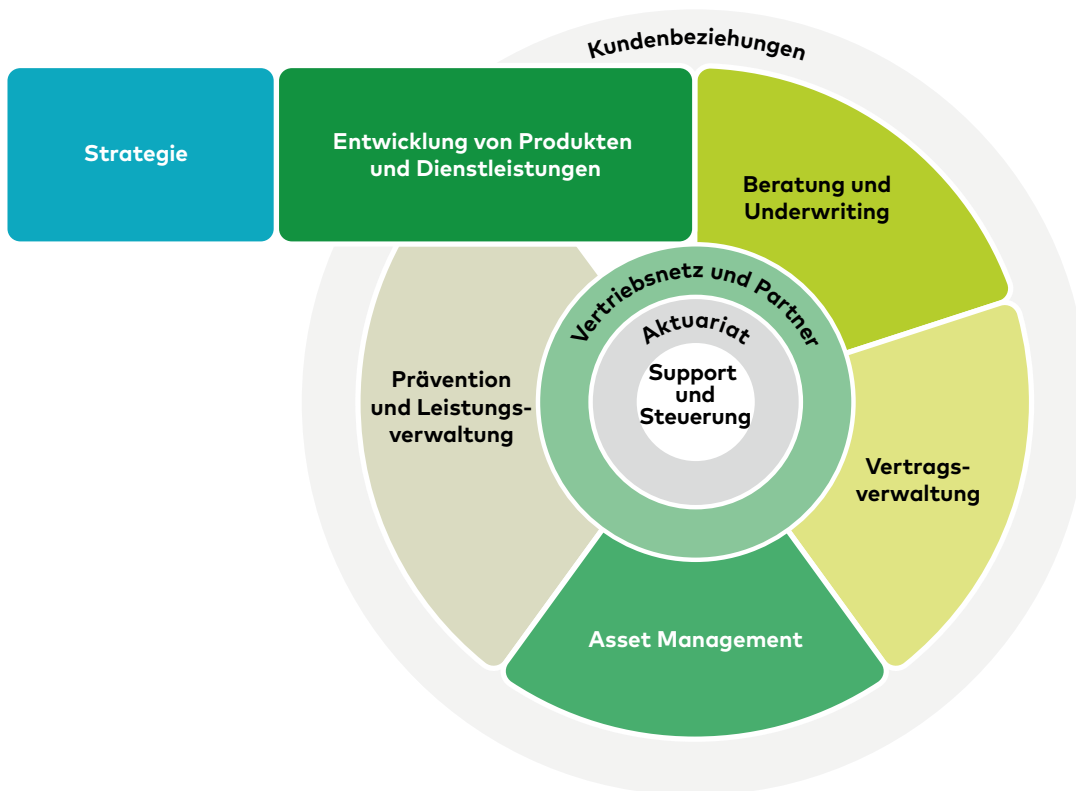 Kundenbeziehungen
Strategie
Entwicklung von Produkten
und Dienstleistungen
Beratung und
Underwriting
Vertriebsnetz und Partner
Aktuariat
Support
und
Steuerung
Prävention
und Leistungs-
verwaltung
Vertrags-
verwaltung
Asset Management